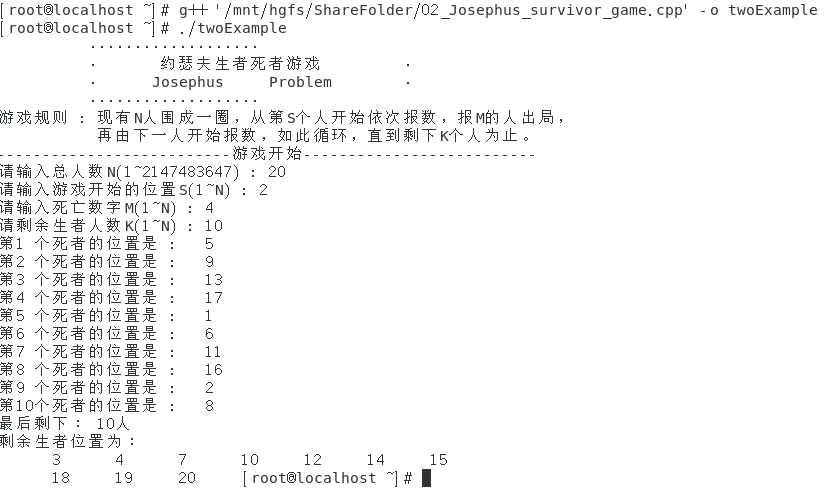 [root@localhost ~]# g++ '/mnt/hgfs/ShareFolder/02_Josephus_survivor_game.cpp' -o twoExample
[root@localhost ~]# ./twoExample
...................
· 约瑟夫生者死者游戏 ·
· Josephus Problem ·
...................
游戏规则 : 现有N人围成一圈，从第S个人开始依次报数，报M的人出局，
再由下一人开始报数，如此循环，直到剩下K个人为止。
---------------------------游戏开始---------------------------
请输入总人数N(1~2147483647) : 20
请输入游戏开始的位置S(1~N) : 2
请输入死亡数字M(1~N) : 4
请剩余生者人数K(1~N) : 10
第1 个死者的位置是 : 5
第2 个死者的位置是 : 9
第3 个死者的位置是 : 13
第4 个死者的位置是 : 17
第5 个死者的位置是 : 1
第6 个死者的位置是 : 6
第7 个死者的位置是 : 11
第8 个死者的位置是 : 16
第9 个死者的位置是 : 2
第10个死者的位置是 : 8
最后剩下: 10人
剩余生者位置为:
3 4 7 10 12 14 15
18 19 20 [root@localhost ~]#